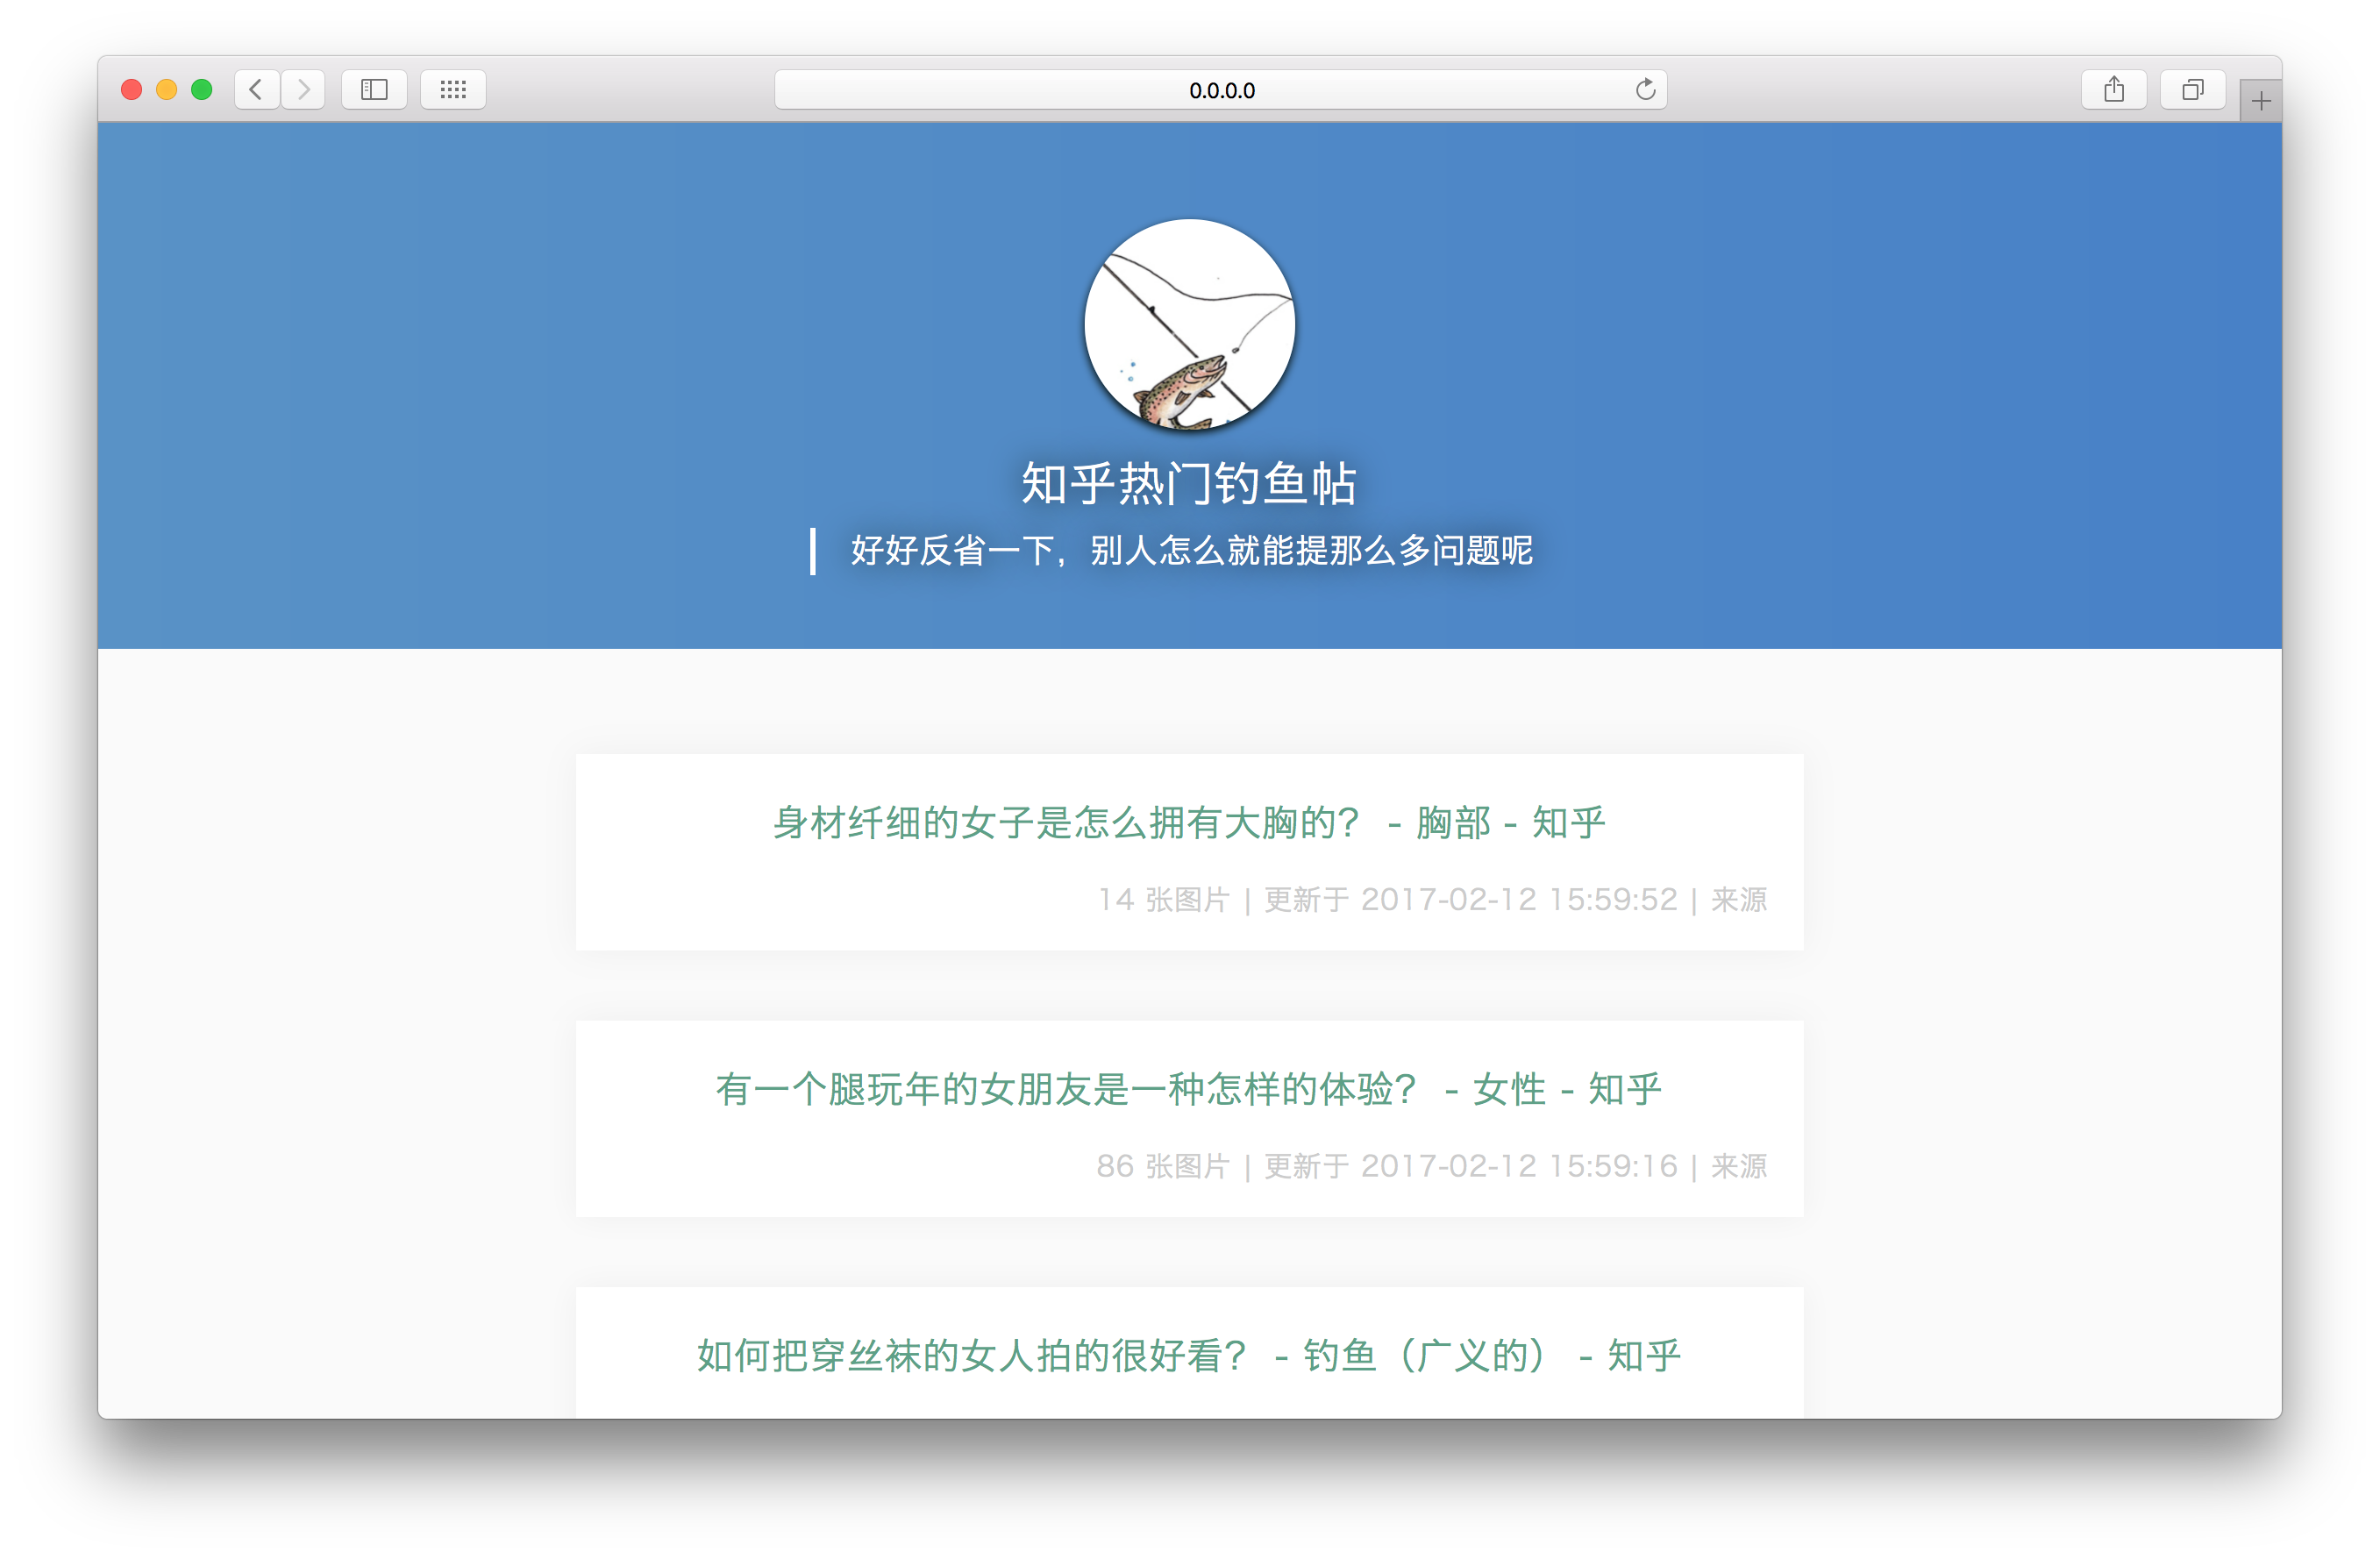 0.0.0.0
知乎热门钓鱼帖
好好反省一下，别人怎么就能提那么多问题呢
身材纤细的女子是怎么拥有大胸的？ - 胸部 - 知乎
14 张图片 | 更新于 2017-02-12 15:59:52 | 来源
有一个腿玩年的女朋友是一种怎样的体验？ - 女性 - 知乎
86 张图片 | 更新于 2017-02-12 15:59:16 | 来源
如何把穿丝袜的女人拍的很好看？ - 钓鱼（广义的） - 知乎